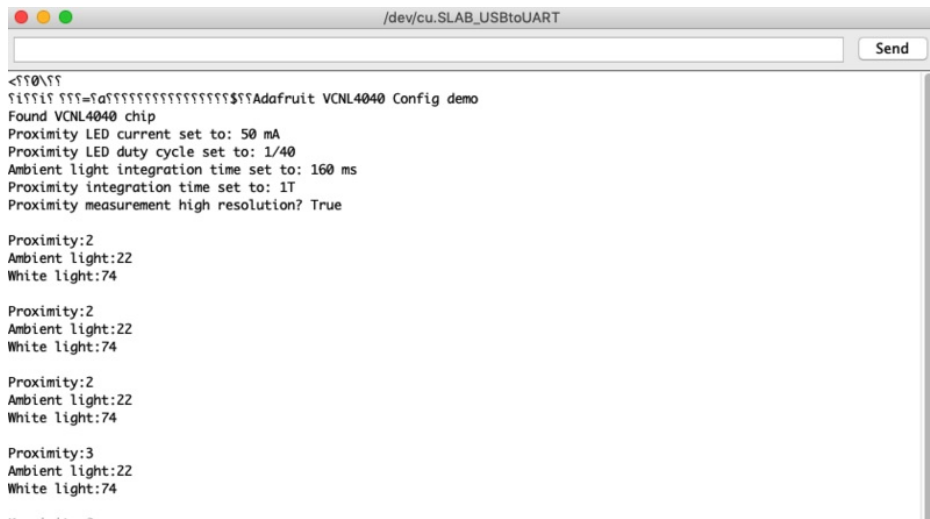 /dev/cu.SLAB_USBtoUART
Send
<⸮⸮0\⸮⸮
⸮i⸮⸮i⸮ ⸮⸮⸮=⸮a⸮⸮⸮⸮⸮⸮⸮⸮⸮⸮⸮⸮⸮⸮⸮⸮$⸮⸮Adafruit VCNL4040 Config demo
Found VCNL4040 chip
Proximity LED current set to: 50 mA
Proximity LED duty cycle set to: 1/40
Ambient light integration time set to: 160 ms
Proximity integration time set to: 1T
Proximity measurement high resolution? True
Proximity:2
Ambient light:22
White light:74
Proximity:2
Ambient light:22
White light:74
Proximity:2
Ambient light:22
White light:74
Proximity:3
Ambient light:22
White light:74